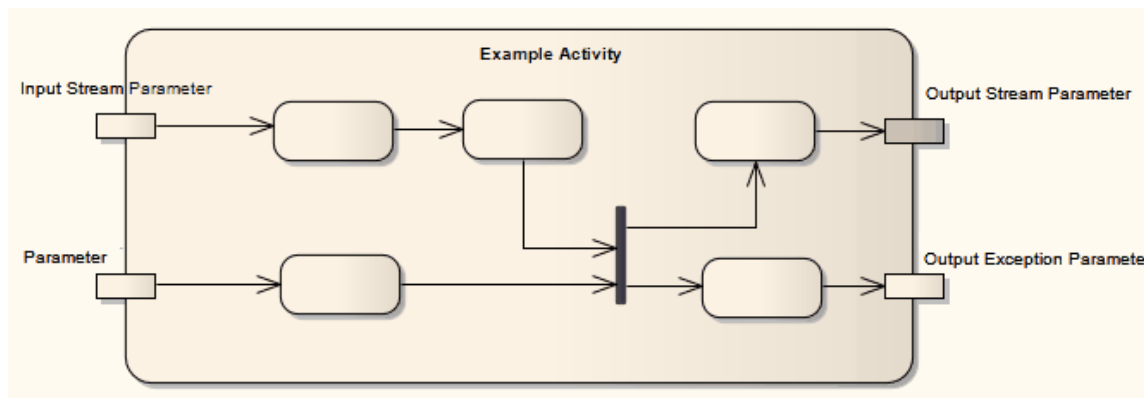 Example Activity
Input Stream Parameter
Output Stream Parameter
Parameter
Output Exception Paramete